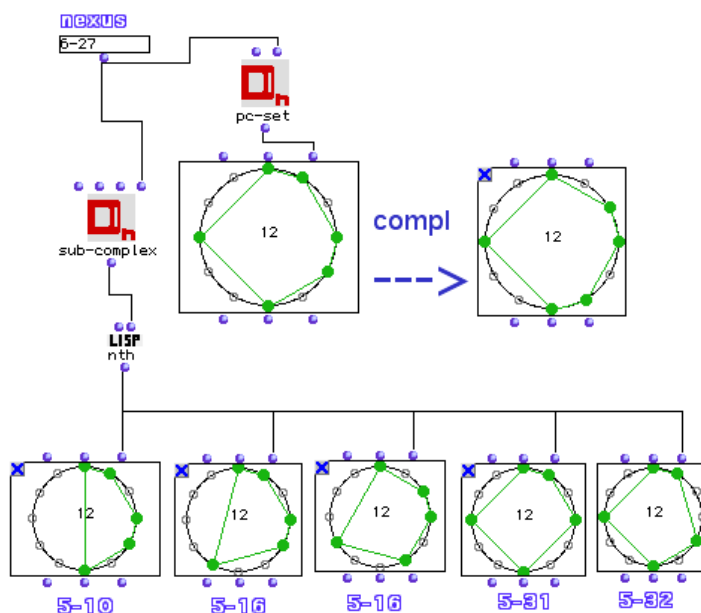 nexus
6-27
pc-set
sub-complex
12
compl
12
LISP
nth
12
12
12
12
12
5-10
5-16
5-16
5-31
5-32